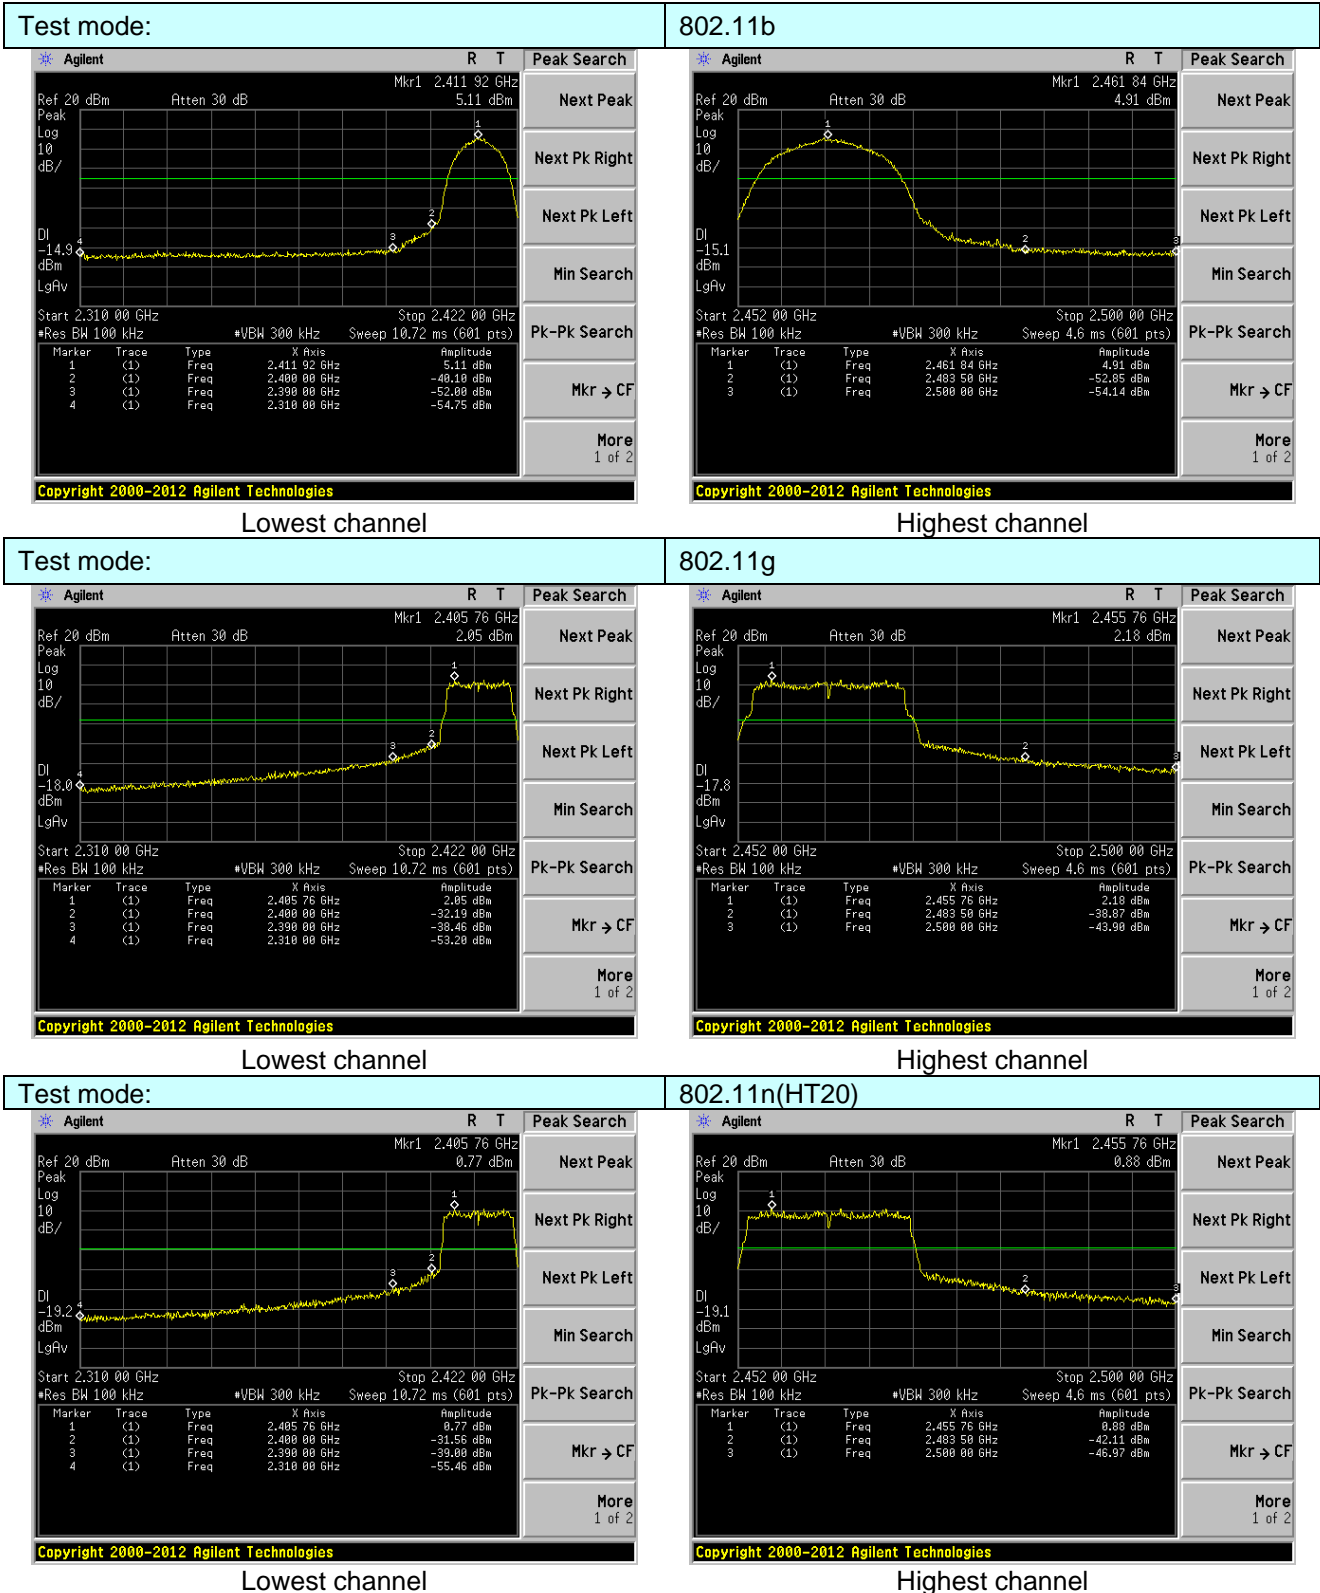 Test mode: 802.11b
Agilent R T Peak Search
Mkr1 2.411 92 GHz
Ref 20 dBm Atten 30 dB 5.11 dBm
Peak
Log
10
dB/
1
2
3
4
DI
-14.9
dBm
LgAv
Start 2.310 00 GHz Stop 2.422 00 GHz
#Res BW 100 kHz #VBW 300 kHz Sweep 10.72 ms (601 pts)
Marker Trace Type X Axis Amplitude
1 (1) Freq 2.411 92 GHz 5.11 dBm
2 (1) Freq 2.400 00 GHz -40.10 dBm
3 (1) Freq 2.390 00 GHz -52.00 dBm
4 (1) Freq 2.310 00 GHz -54.75 dBm
Next Peak
Next Pk Right
Next Pk Left
Min Search
Pk-Pk Search
Mkr → CF
More
1 of 2
Copyright 2000-2012 Agilent Technologies
Lowest channel
Agilent R T Peak Search
Mkr1 2.461 84 GHz
Ref 20 dBm Atten 30 dB 4.91 dBm
Peak
Log
10
dB/
1
2
3
DI
-15.1
dBm
LgAv
Start 2.452 00 GHz Stop 2.500 00 GHz
#Res BW 100 kHz #VBW 300 kHz Sweep 4.6 ms (601 pts)
Marker Trace Type X Axis Amplitude
1 (1) Freq 2.461 84 GHz 4.91 dBm
2 (1) Freq 2.483 50 GHz -52.85 dBm
3 (1) Freq 2.500 00 GHz -54.14 dBm
Next Peak
Next Pk Right
Next Pk Left
Min Search
Pk-Pk Search
Mkr → CF
More
1 of 2
Copyright 2000-2012 Agilent Technologies
Highest channel
Test mode: 802.11g
Agilent R T Peak Search
Mkr1 2.405 76 GHz
Ref 20 dBm Atten 30 dB 2.05 dBm
Peak
Log
10
dB/
1
2
3
4
DI
-18.0
dBm
LgAv
Start 2.310 00 GHz Stop 2.422 00 GHz
#Res BW 100 kHz #VBW 300 kHz Sweep 10.72 ms (601 pts)
Marker Trace Type X Axis Amplitude
1 (1) Freq 2.405 76 GHz 2.05 dBm
2 (1) Freq 2.400 00 GHz -32.19 dBm
3 (1) Freq 2.390 00 GHz -38.46 dBm
4 (1) Freq 2.310 00 GHz -53.20 dBm
Next Peak
Next Pk Right
Next Pk Left
Min Search
Pk-Pk Search
Mkr → CF
More
1 of 2
Copyright 2000-2012 Agilent Technologies
Lowest channel
Agilent R T Peak Search
Mkr1 2.455 76 GHz
Ref 20 dBm Atten 30 dB 2.18 dBm
Peak
Log
10
dB/
1
2
3
DI
-17.8
dBm
LgAv
Start 2.452 00 GHz Stop 2.500 00 GHz
#Res BW 100 kHz #VBW 300 kHz Sweep 4.6 ms (601 pts)
Marker Trace Type X Axis Amplitude
1 (1) Freq 2.455 76 GHz 2.18 dBm
2 (1) Freq 2.483 50 GHz -38.87 dBm
3 (1) Freq 2.500 00 GHz -43.90 dBm
Next Peak
Next Pk Right
Next Pk Left
Min Search
Pk-Pk Search
Mkr → CF
More
1 of 2
Copyright 2000-2012 Agilent Technologies
Highest channel
Test mode: 802.11n(HT20)
Agilent R T Peak Search
Mkr1 2.405 76 GHz
Ref 20 dBm Atten 30 dB 0.77 dBm
Peak
Log
10
dB/
1
2
3
4
DI
-19.2
dBm
LgAv
Start 2.310 00 GHz Stop 2.422 00 GHz
#Res BW 100 kHz #VBW 300 kHz Sweep 10.72 ms (601 pts)
Marker Trace Type X Axis Amplitude
1 (1) Freq 2.405 76 GHz 0.77 dBm
2 (1) Freq 2.400 00 GHz -31.56 dBm
3 (1) Freq 2.390 00 GHz -39.00 dBm
4 (1) Freq 2.310 00 GHz -55.46 dBm
Next Peak
Next Pk Right
Next Pk Left
Min Search
Pk-Pk Search
Mkr → CF
More
1 of 2
Copyright 2000-2012 Agilent Technologies
Lowest channel
Agilent R T Peak Search
Mkr1 2.455 76 GHz
Ref 20 dBm Atten 30 dB 0.88 dBm
Peak
Log
10
dB/
1
2
3
DI
-19.1
dBm
LgAv
Start 2.452 00 GHz Stop 2.500 00 GHz
#Res BW 100 kHz #VBW 300 kHz Sweep 4.6 ms (601 pts)
Marker Trace Type X Axis Amplitude
1 (1) Freq 2.455 76 GHz 0.88 dBm
2 (1) Freq 2.483 50 GHz -42.11 dBm
3 (1) Freq 2.500 00 GHz -46.97 dBm
Next Peak
Next Pk Right
Next Pk Left
Min Search
Pk-Pk Search
Mkr → CF
More
1 of 2
Copyright 2000-2012 Agilent Technologies
Highest channel